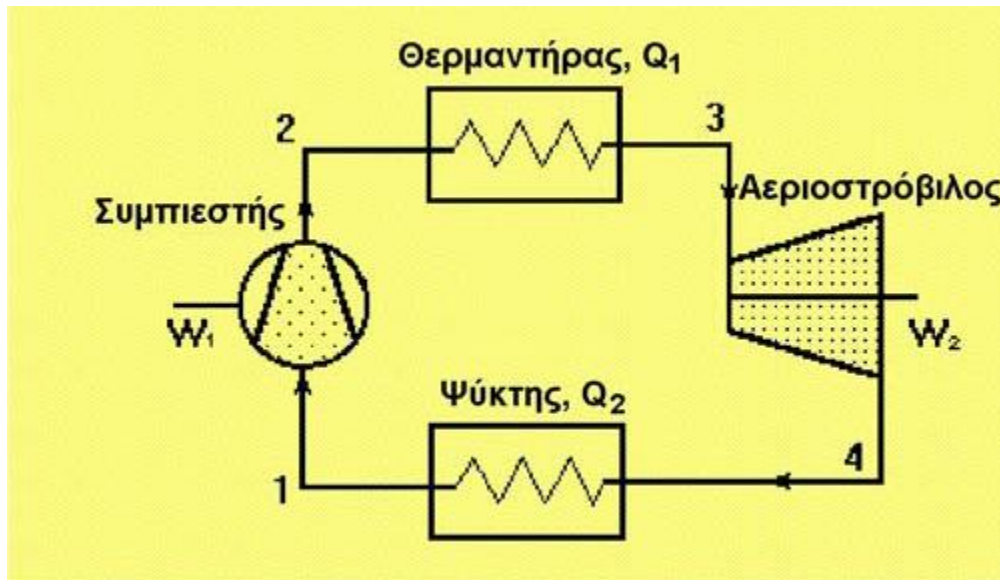 Θερμαντήρας, Q₁
2
3
Συμπιεστής
Αεριοστρόβιλος
W₁
W₂
Ψύκτης, Q₂
1
4